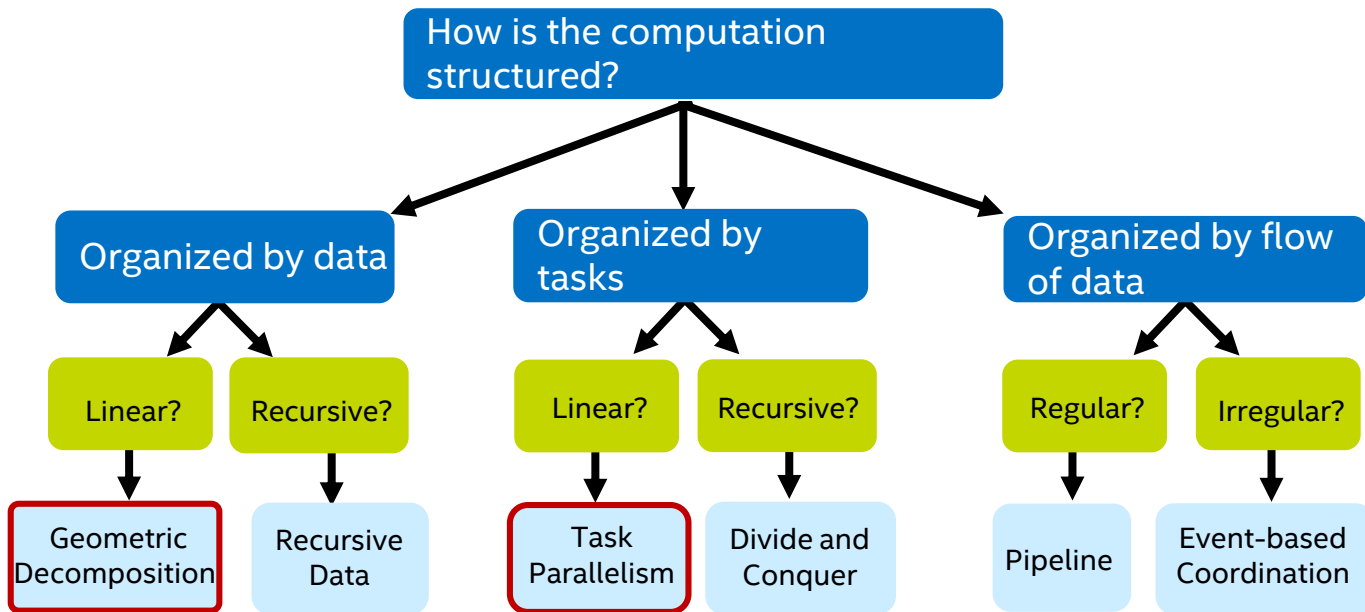 How is the computation
structured?
Organized by data
Organized by
tasks
Organized by flow
of data
Linear?
Recursive?
Linear?
Recursive?
Regular?
Irregular?
Geometric
Decomposition
Recursive
Data
Task
Parallelism
Divide and
Conquer
Pipeline
Event-based
Coordination